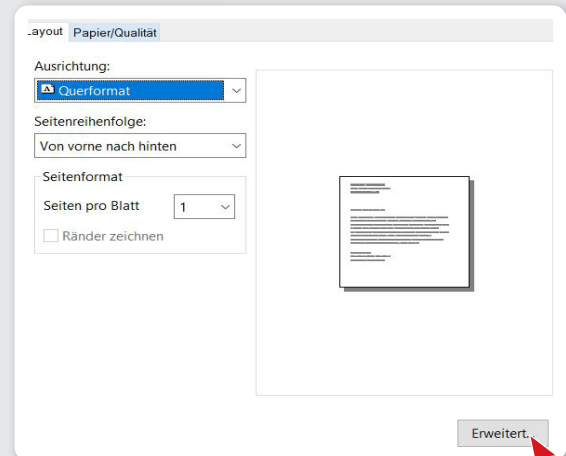 Layout Papier/Qualität
Ausrichtung:
Querformat
Seitenreihenfolge:
Von vorne nach hinten
Seitenformat
Seiten pro Blatt 1
Ränder zeichnen
Erweitert...